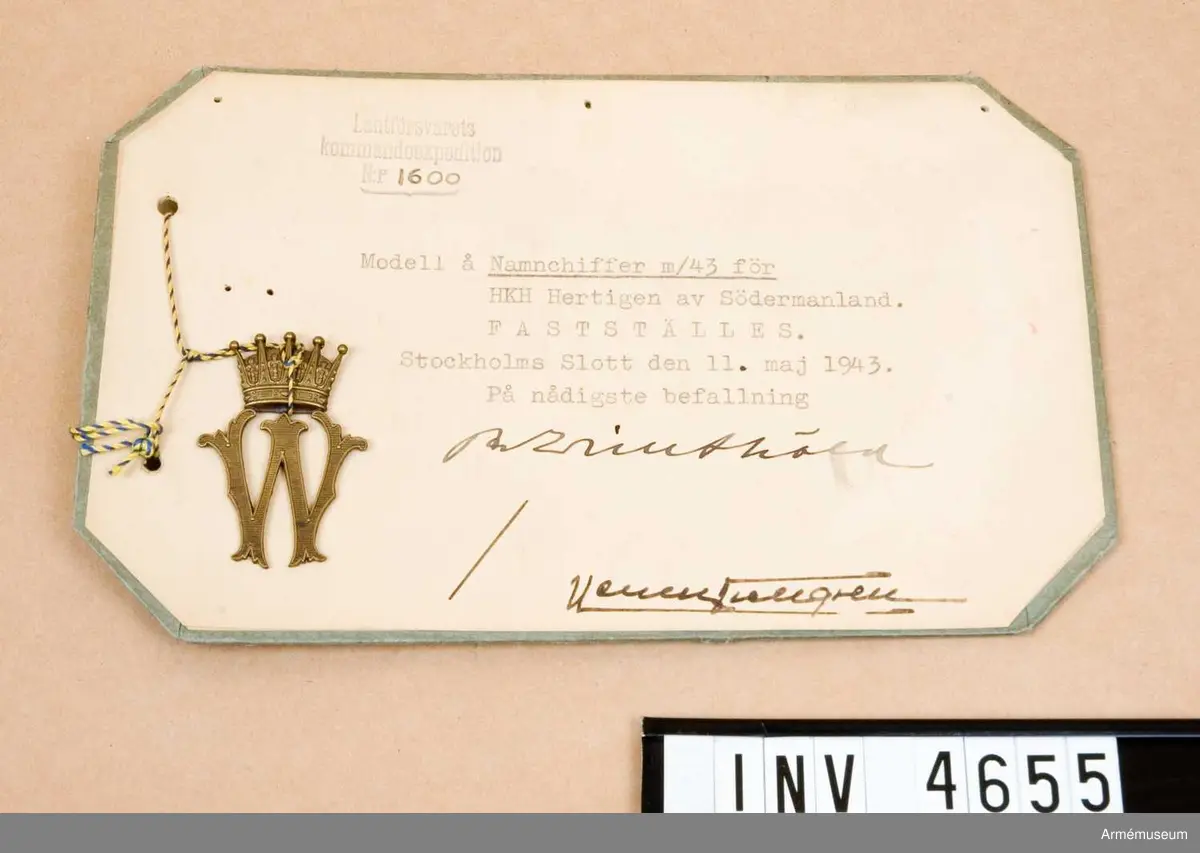 Lantförsvarets
kommandoexpedition
Nr 1600
Modell å Namnchiffer m/43 för
HKH Hertigen av Södermanland.
FASTSTÄLLES.
Stockholms Slott den 11. maj 1943.
På nådigste befallning
W
INV 4655
Armémuseum